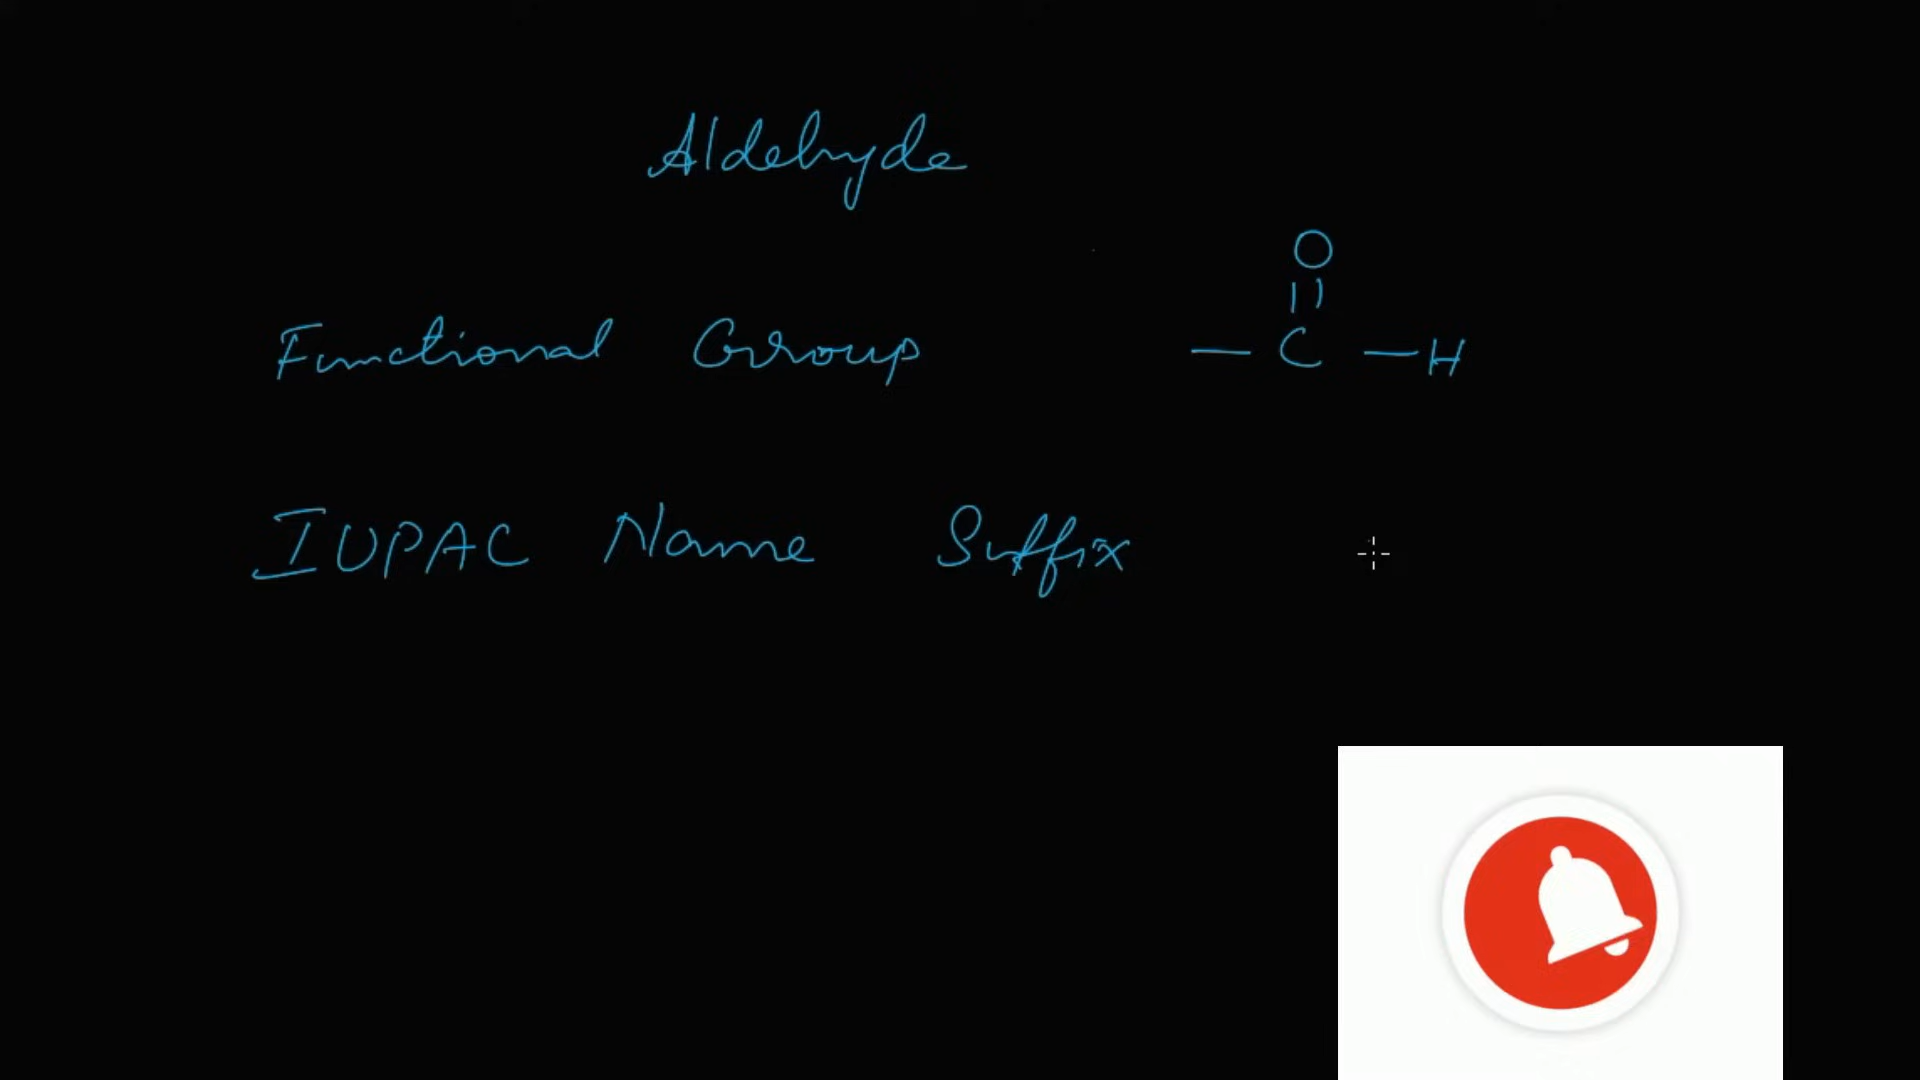 Aldehyde
O
Functional Group — C — H
IUPAC Name Suffix